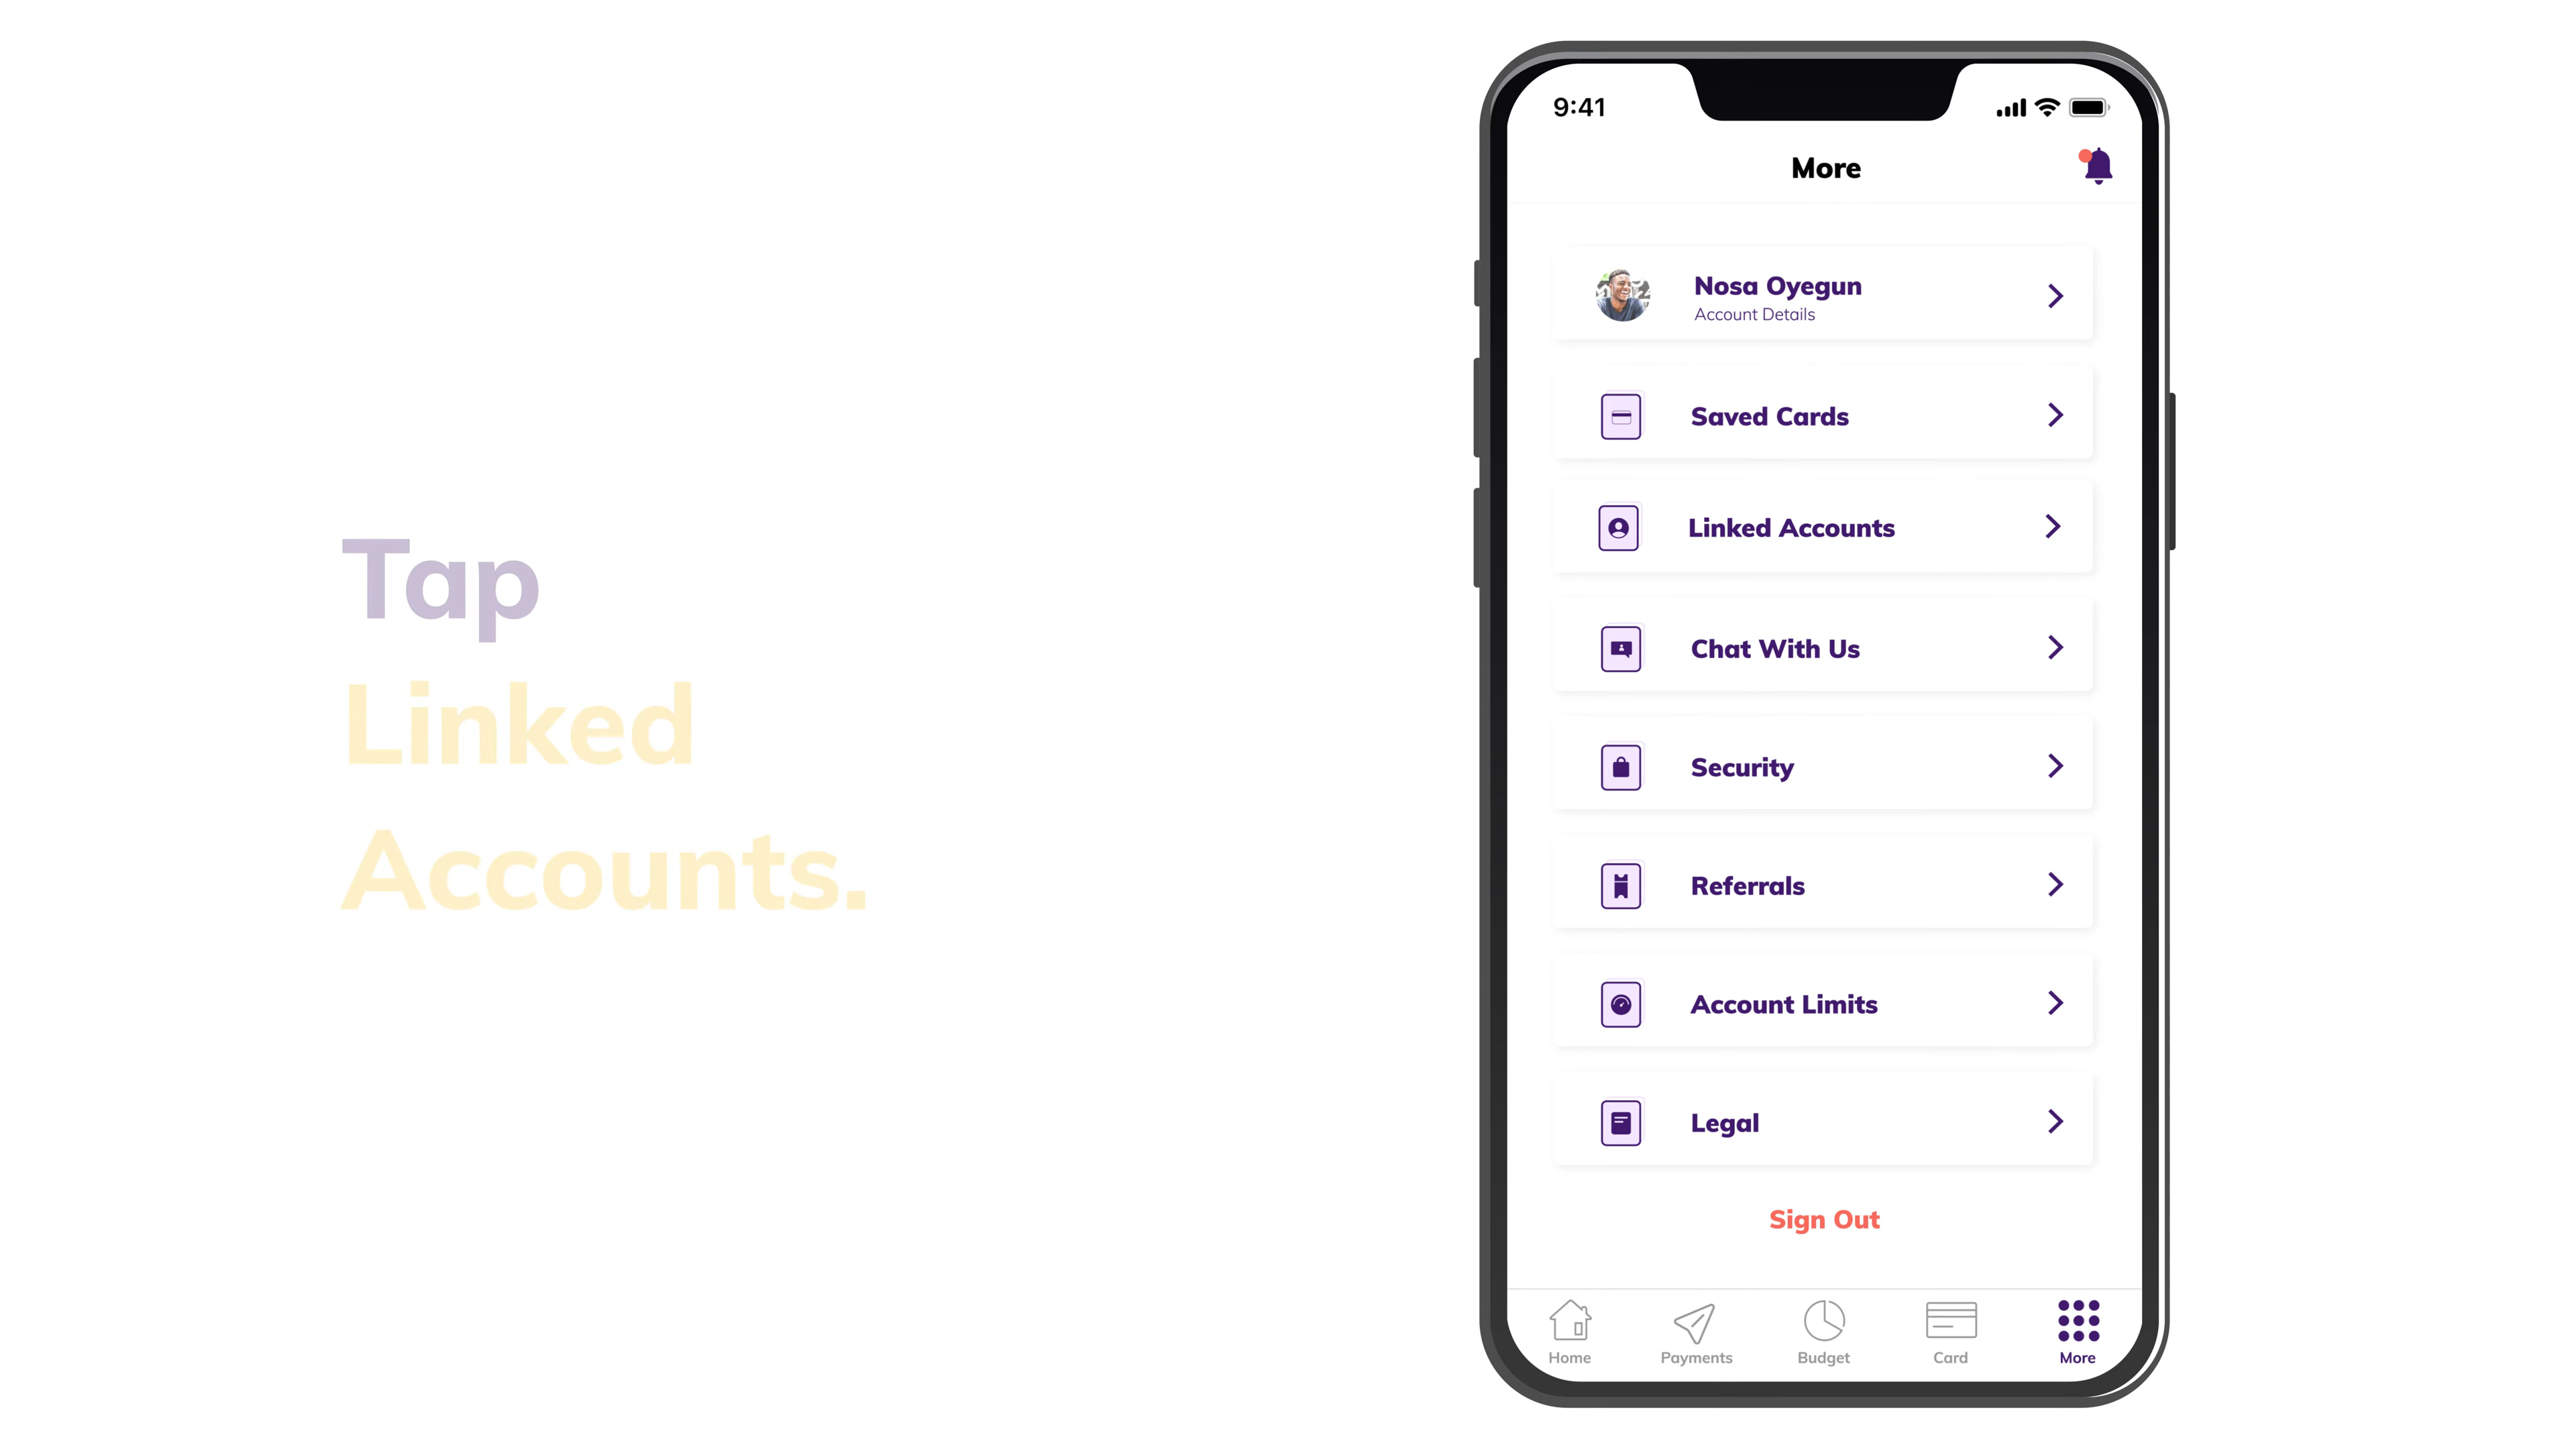 Tap
Linked
Accounts.
9:41
More
Nosa Oyegun
Account Details
Saved Cards
Linked Accounts
Chat With Us
Security
Referrals
Account Limits
Legal
Sign Out
Home
Payments
Budget
Card
More